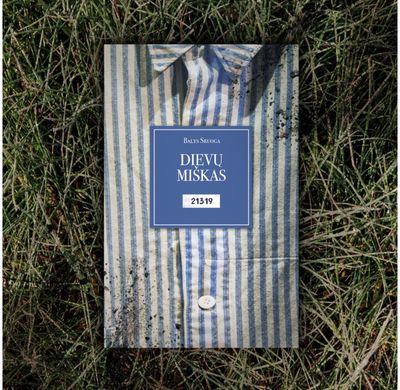 BALYS SRUOGA
DIEVŲ
MIŠKAS
21319